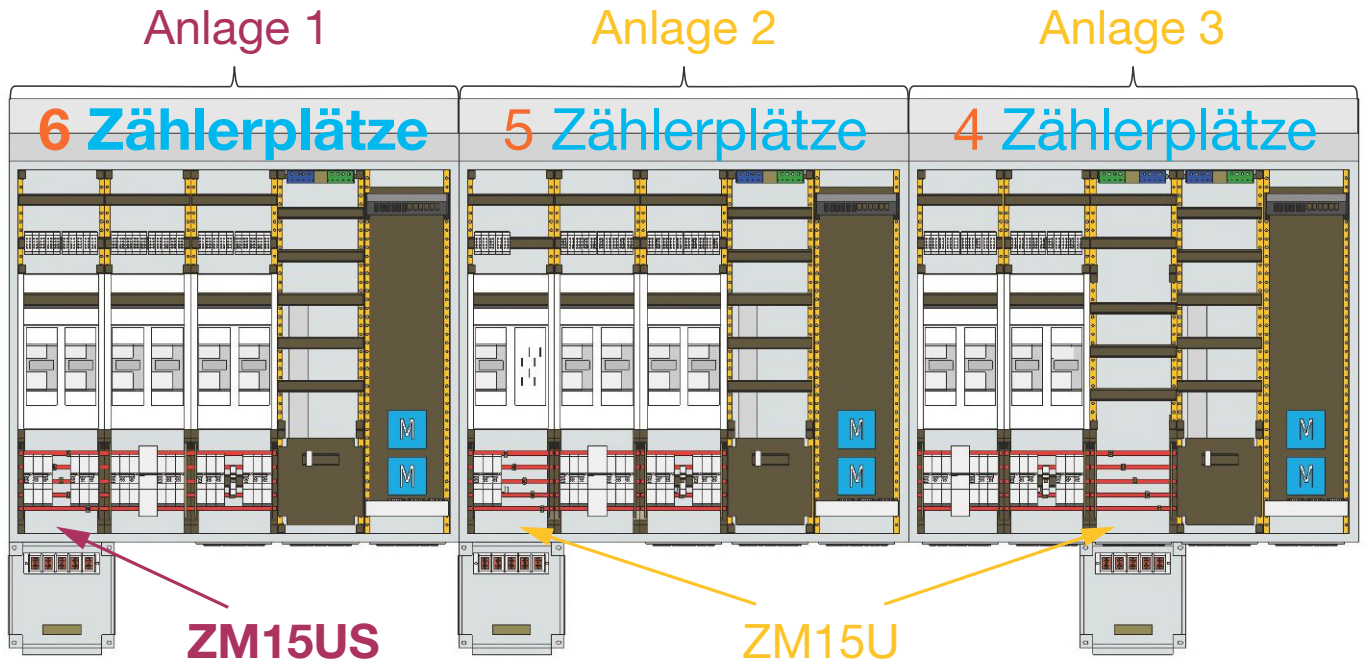 Anlage 1
Anlage 2
Anlage 3
6 Zählerplätze
5 Zählerplätze
4 Zählerplätze
M
M
M
M
M
M
ZM15US
ZM15U